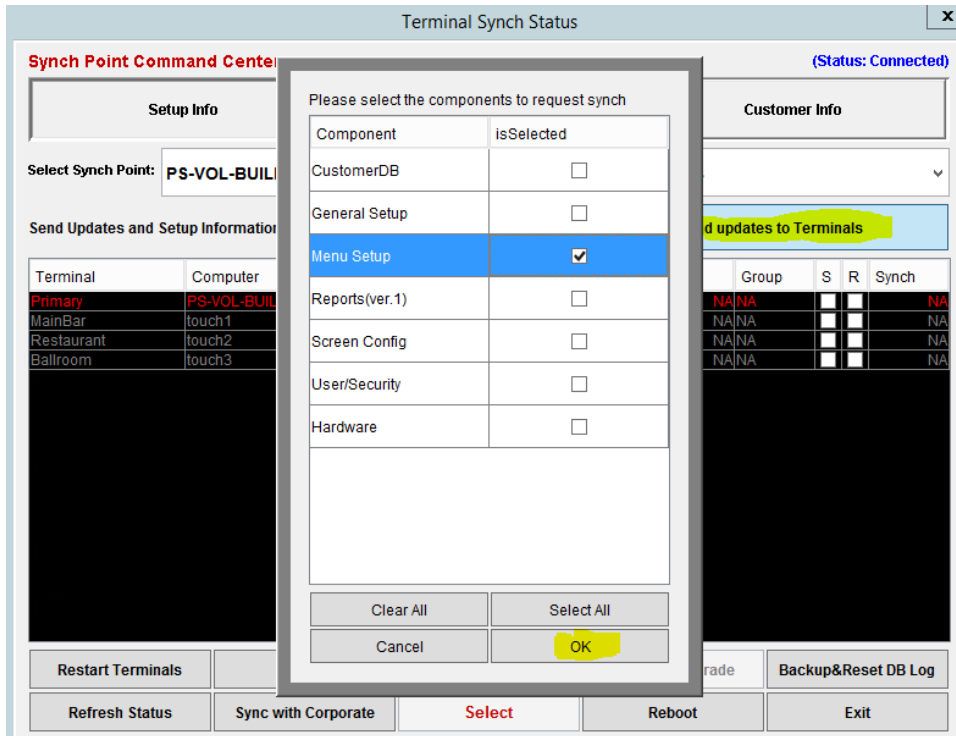 Terminal Synch Status
x
Synch Point Command Cente
(Status: Connected)
Setup Info
Customer Info
Select Synch Point:
PS-VOL-BUIL
Send Updates and Setup Information
d updates to Terminals
Terminal Computer Group S R Synch
Primary PS-VOL-BUIL NA NA NA
MainBar touch1 NA NA NA
Restaurant touch2 NA NA NA
Ballroom touch3 NA NA NA
Please select the components to request synch
Component isSelected
CustomerDB
General Setup
Menu Setup
Reports(ver.1)
Screen Config
User/Security
Hardware
Clear All Select All
Cancel OK
Restart Terminals rade Backup&Reset DB Log
Refresh Status Sync with Corporate Select Reboot Exit